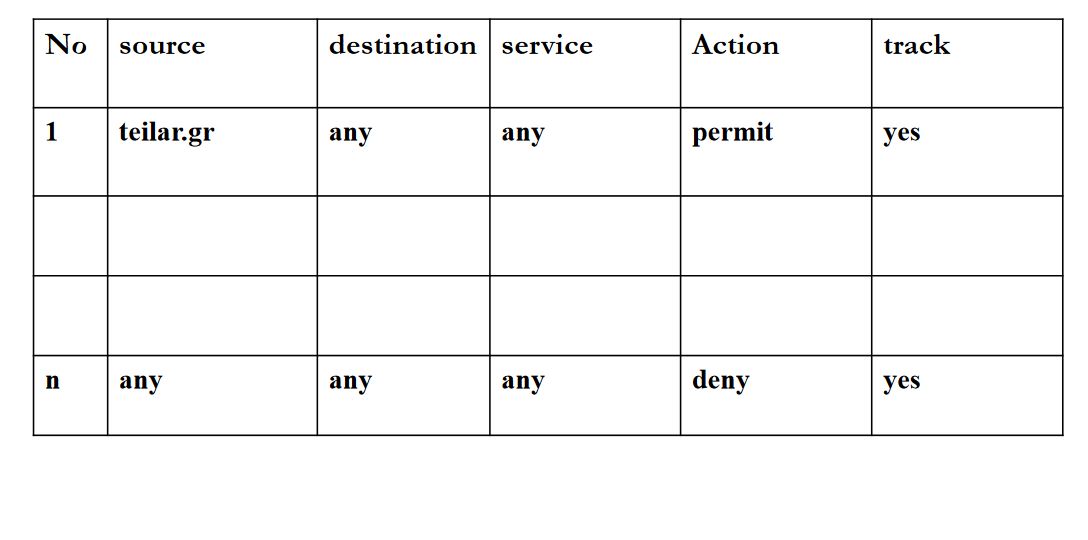 No source destination service Action track
1 teilar.gr any any permit yes
n any any any deny yes